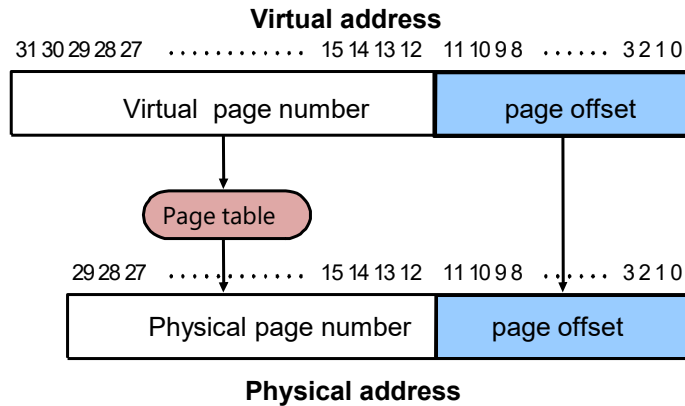 Virtual address
31 30 29 28 27 ............ 15 14 13 12 11 10 9 8 ...... 3 2 1 0
Virtual page number page offset
Page table
29 28 27 ............ 15 14 13 12 11 10 9 8 ...... 3 2 1 0
Physical page number page offset
Physical address